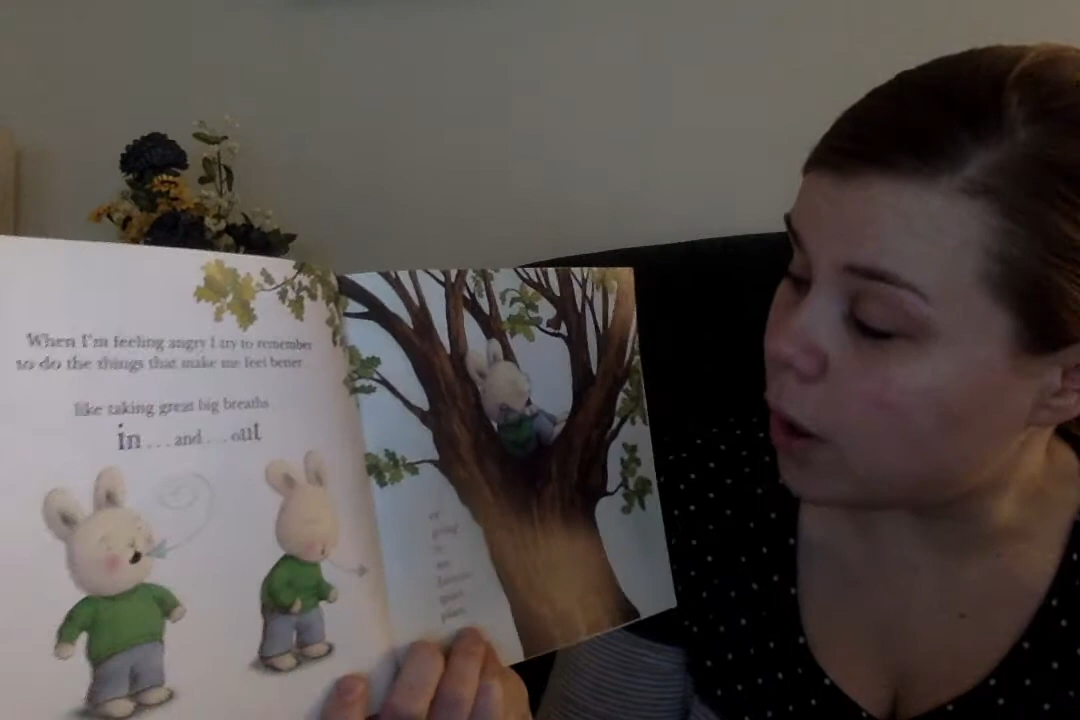 When I'm feeling angry I try to remember
to do the things that make me feel better
like taking great big breaths
in ... and ... out